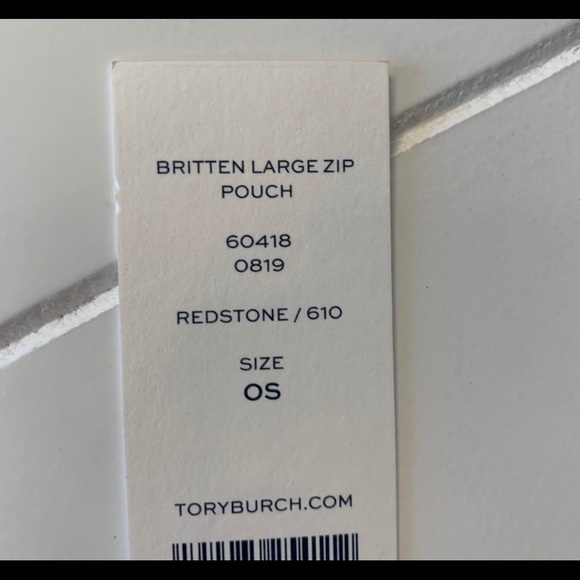 BRITTEN LARGE ZIP
POUCH
60418
0819
REDSTONE / 610
SIZE
OS
TORYBURCH.COM